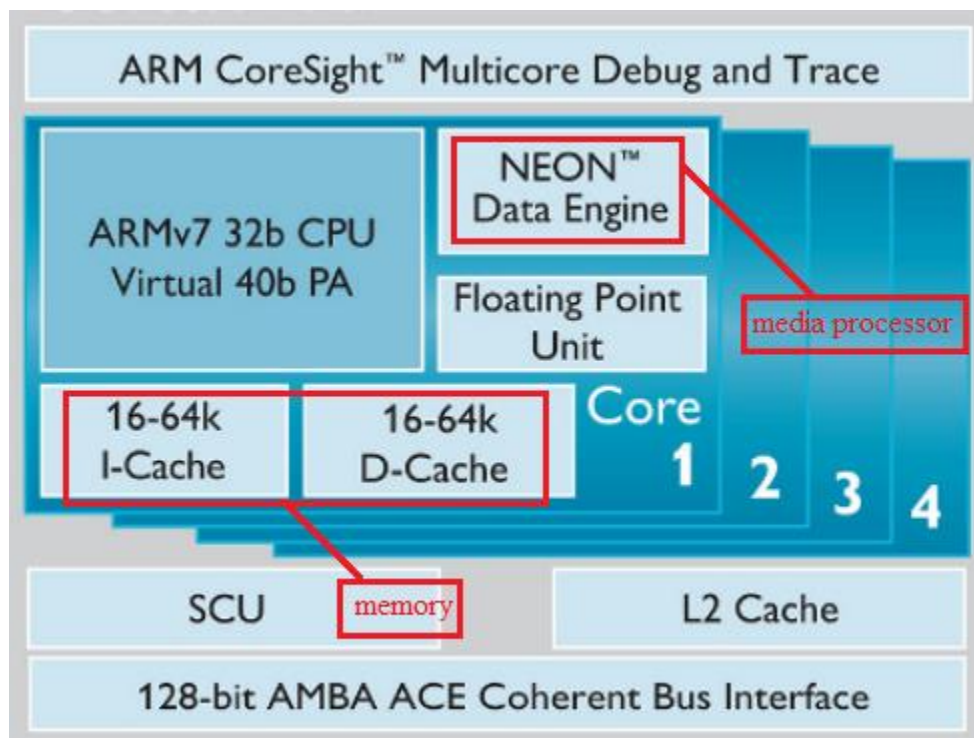 ARM CoreSight™ Multicore Debug and Trace
ARMv7 32b CPU
Virtual 40b PA
NEON™
Data Engine
Floating Point
Unit
media processor
16-64k
I-Cache
16-64k
D-Cache
Core
1
2
3
4
SCU
memory
L2 Cache
128-bit AMBA ACE Coherent Bus Interface